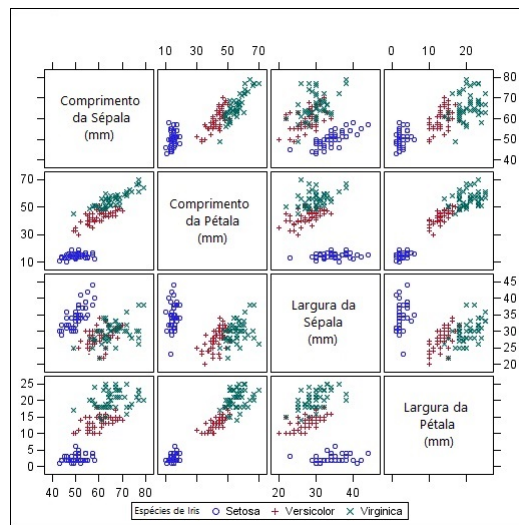 10 30 50 70
0 10 20
Comprimento
da Sépala
(mm)
80
70
60
50
40
70
50
30
10
Comprimento
da Pétala
(mm)
Largura da
Sépala
(mm)
45
40
35
30
25
20
25
20
15
10
5
0
Largura da
Pétala
(mm)
40 50 60 70 80
20 30 40
Espécies de Iris Setosa Versicolor Virginica